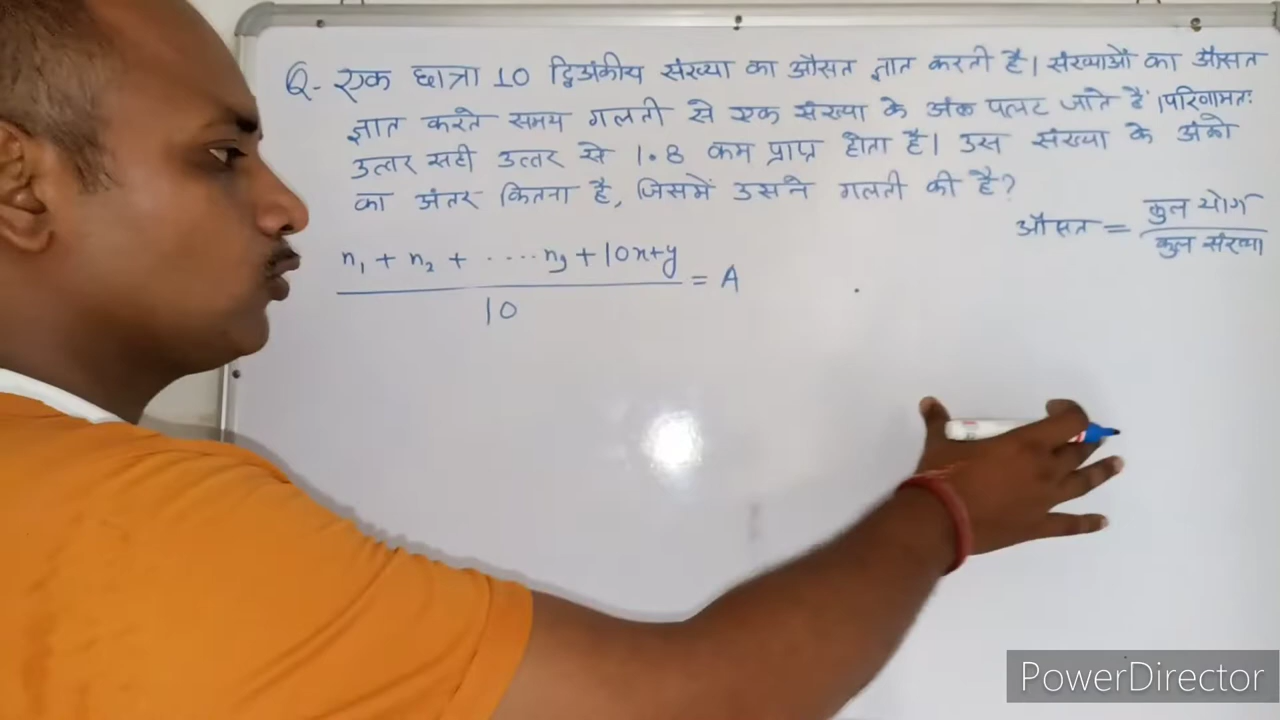 Q- एक छात्रा 10 द्विअंकीय संख्या का औसत ज्ञात करती है। संख्याओं का औसत
ज्ञात करते समय गलती से एक संख्या के अंक पलट जाते हैं। परिणामतः
उत्तर सही उत्तर से 1.8 कम प्राप्त होता है। उस संख्या के अंको
का अंतर कितना है, जिसमें उसने गलती की है?
औसत = कुल योग / कुल संख्या
n₁ + n₂ + ..... n₉ + 10x+y / 10 = A
PowerDirector